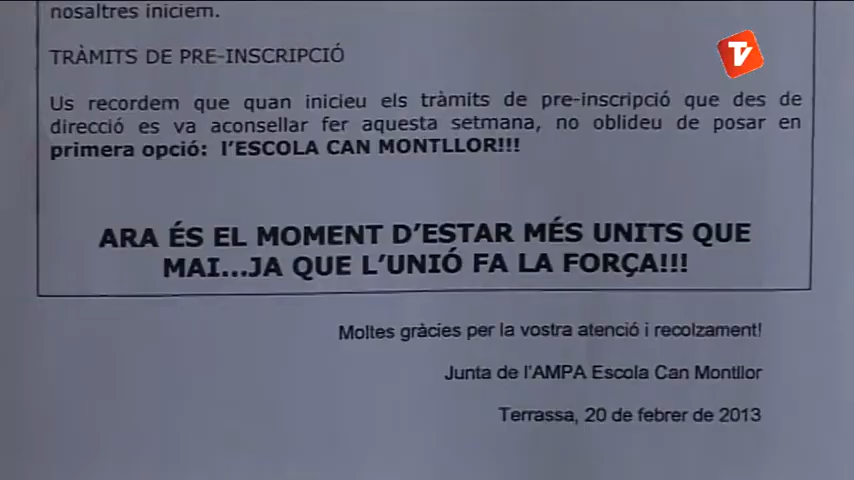 nosaltres iniciem.
TRÀMITS DE PRE-INSCRIPCIÓ
Us recordem que quan inicieu els tràmits de pre-inscripció que des de
direcció es va aconsellar fer aquesta setmana, no oblideu de posar en
primera opció: l'ESCOLA CAN MONTLLOR!!!
ARA ÉS EL MOMENT D'ESTAR MÉS UNITS QUE
MAI...JA QUE L'UNIÓ FA LA FORÇA!!!
Moltes gràcies per la vostra atenció i recolzament!
Junta de l'AMPA Escola Can Montllor
Terrassa, 20 de febrer de 2013
TV